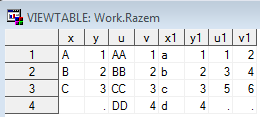 VIEWTABLE: Work.Razem
x y u v x1 y1 u1 v1
1 A 1 AA 1 a 1 1 2
2 B 2 BB 2 b 2 3 4
3 C 3 CC 3 c 3 5 6
4 . DD 4 d 4 . .